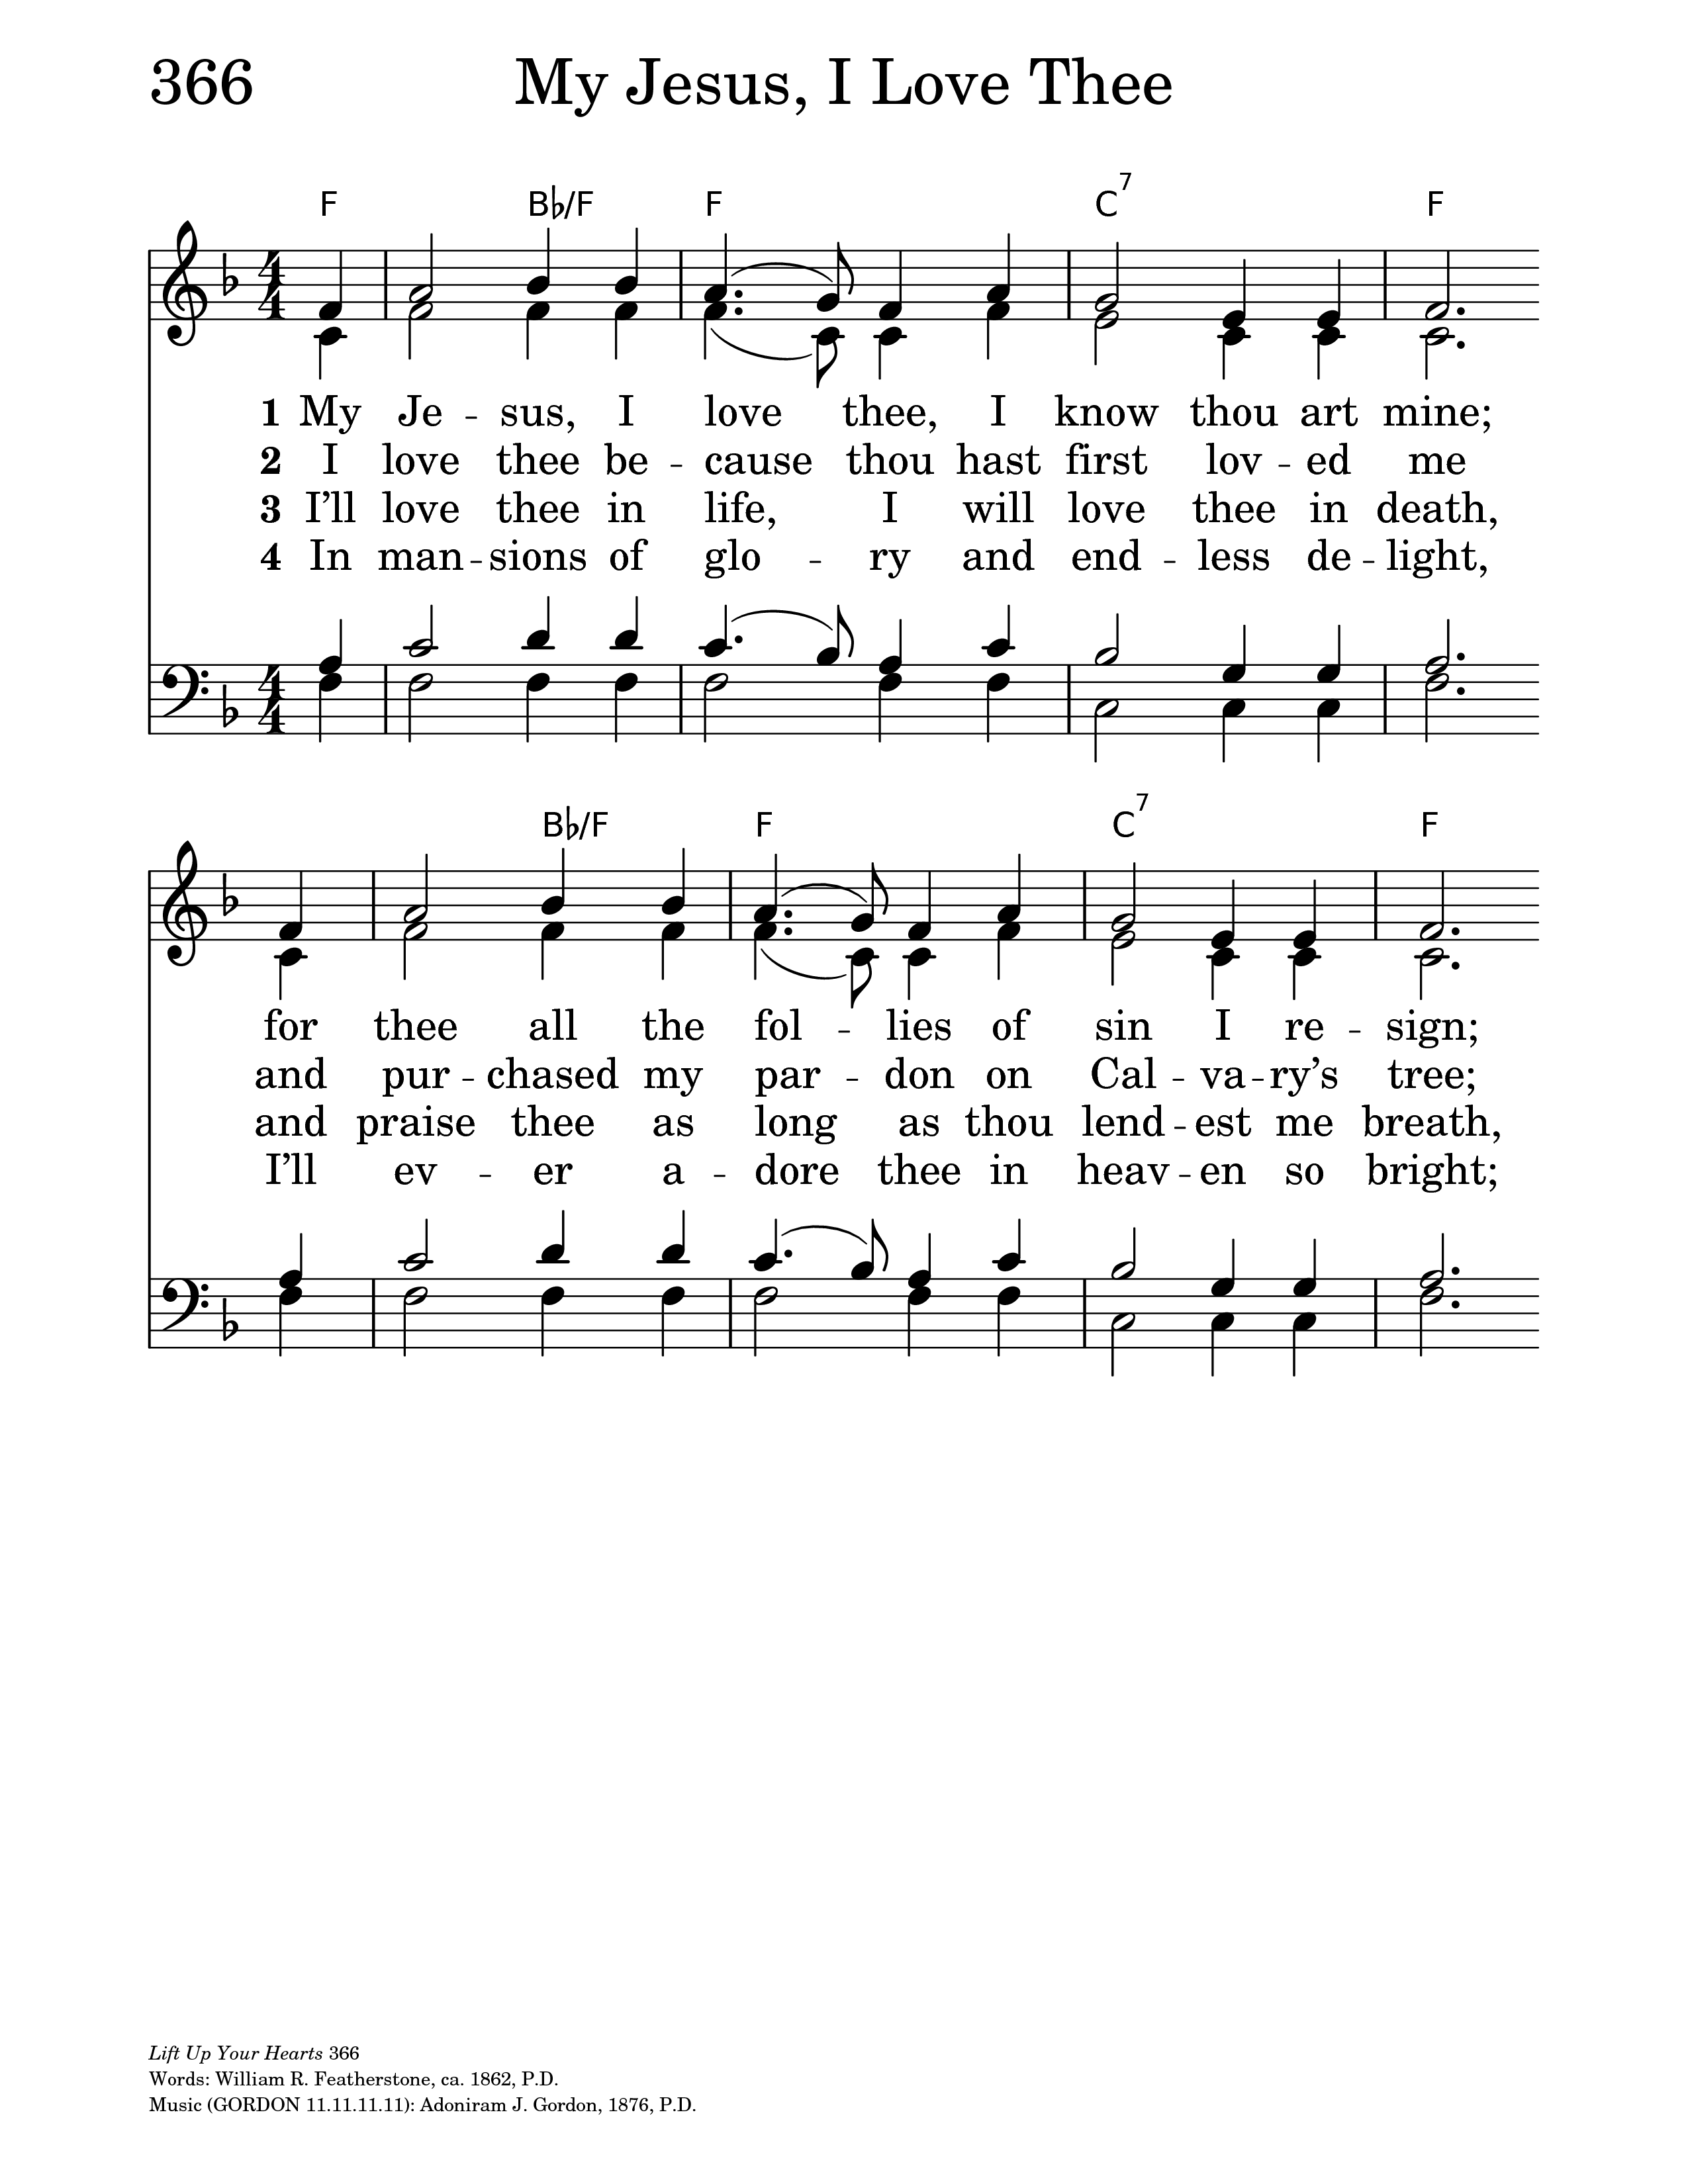 366 My Jesus, I Love Thee
F B♭/F F C7 F
4
4
1 My Je - sus, I love thee, I know thou art mine;
2 I love thee be - cause thou hast first lov - ed me
3 I’ll love thee in life, I will love thee in death,
4 In man - sions of glo - ry and end - less de - light,
4
4
B♭/F F C7 F
for thee all the fol - lies of sin I re - sign;
and pur - chased my par - don on Cal - va - ry’s tree;
and praise thee as long as thou lend - est me breath,
I’ll ev - er a - dore thee in heav - en so bright;
Lift Up Your Hearts 366
Words: William R. Featherstone, ca. 1862, P.D.
Music (GORDON 11.11.11.11): Adoniram J. Gordon, 1876, P.D.